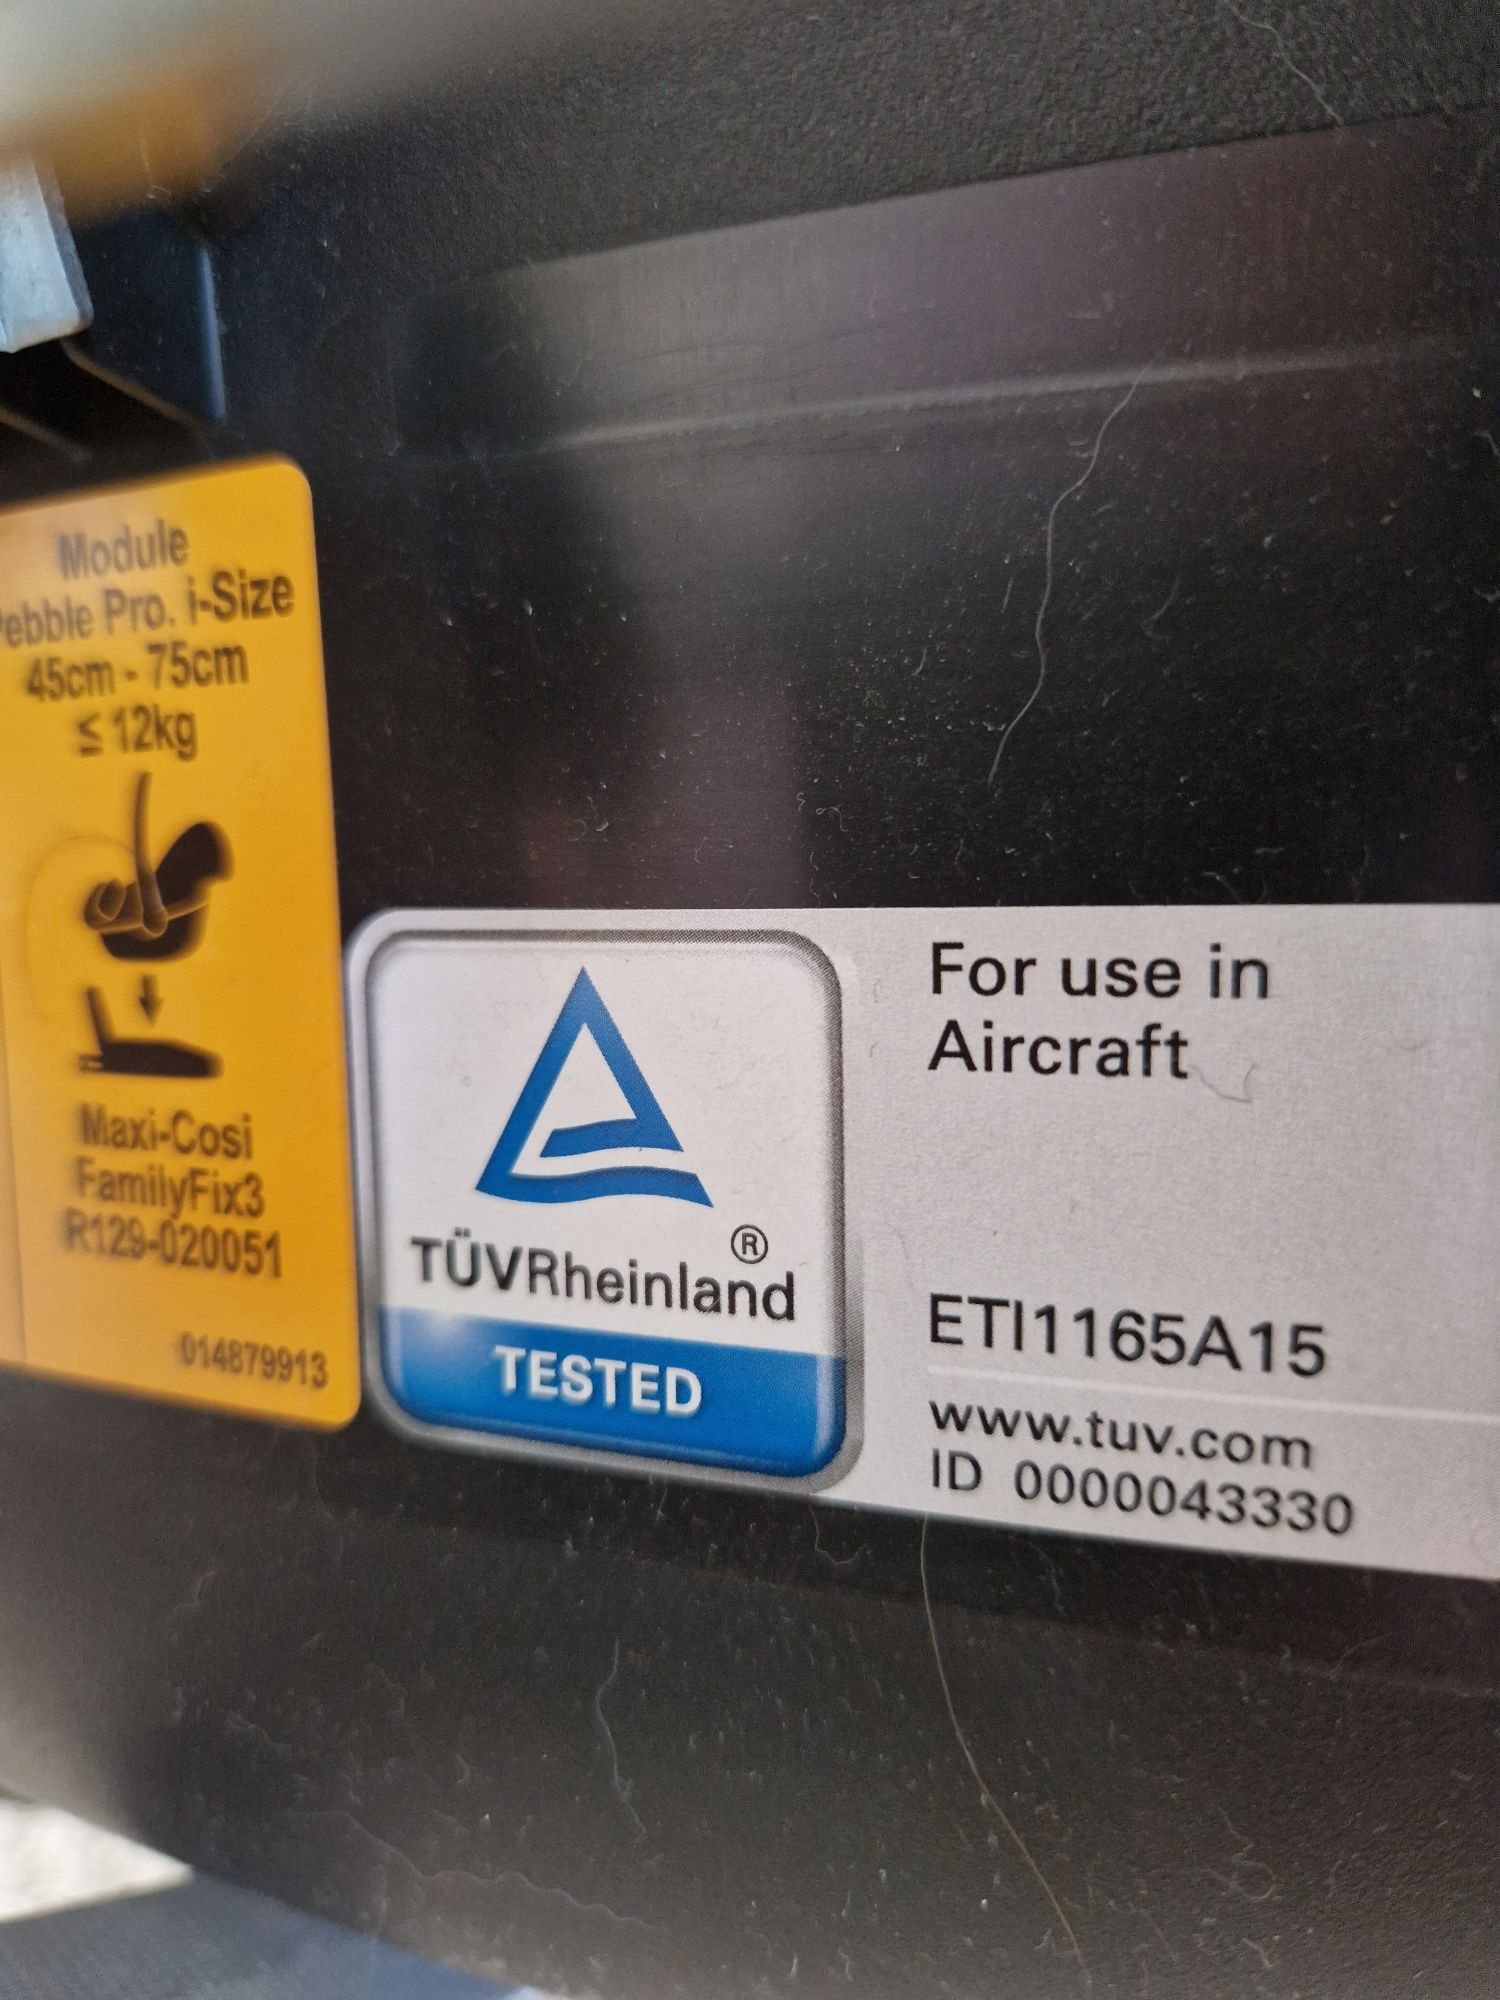 Module
Pebble Pro. i-Size
45cm - 75cm
≤ 12kg
Maxi-Cosi
FamilyFix3
R129-020051
014879913
TÜVRheinland®
TESTED
For use in
Aircraft
ETI1165A15
www.tuv.com
ID 0000043330